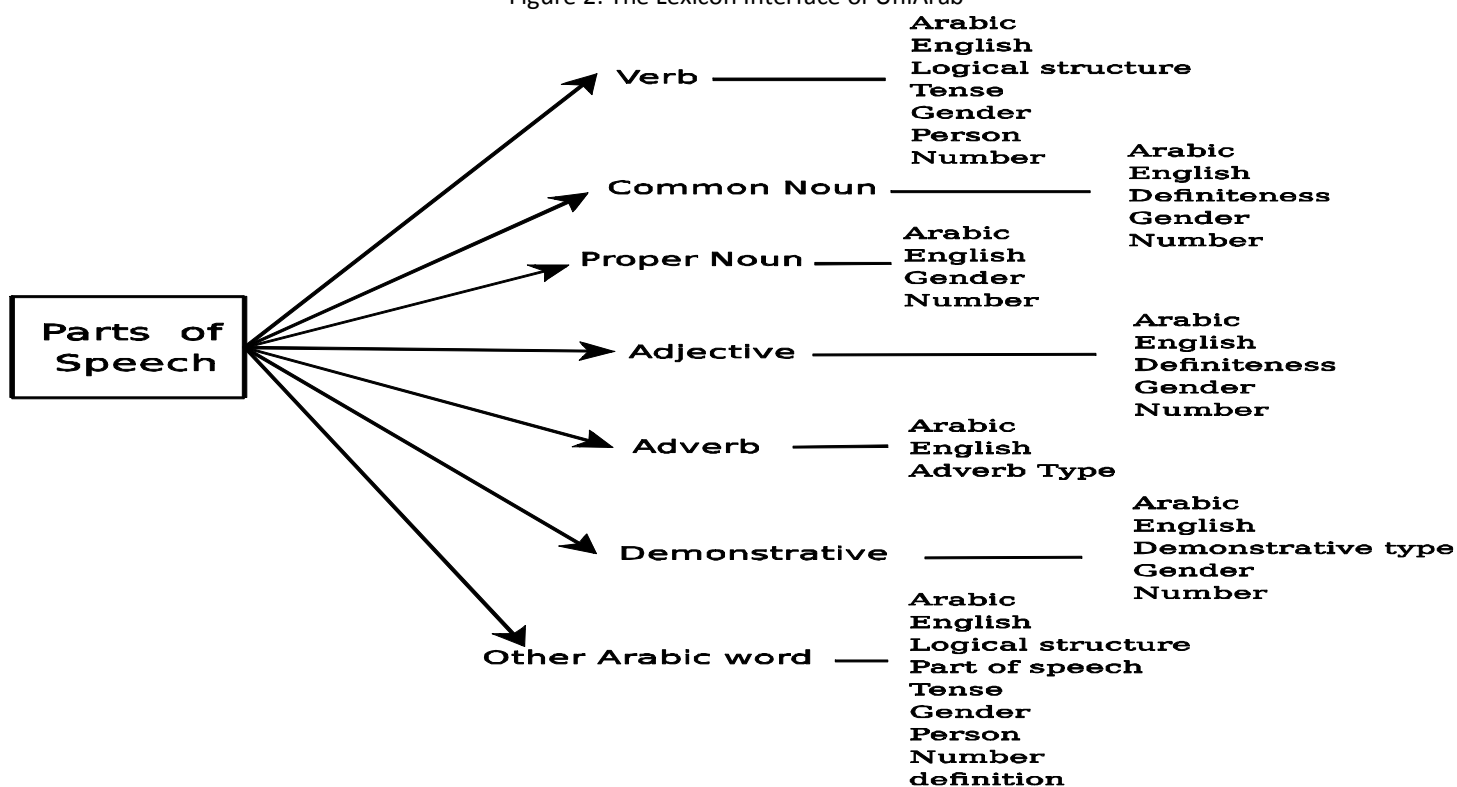 Figure 2: The Lexicon Interface of UniArab
Parts of
Speech
Verb
Arabic
English
Logical structure
Tense
Gender
Person
Number
Common Noun
Arabic
English
Definiteness
Gender
Number
Proper Noun
Arabic
English
Gender
Number
Adjective
Arabic
English
Definiteness
Gender
Number
Adverb
Arabic
English
Adverb Type
Demonstrative
Arabic
English
Demonstrative type
Gender
Number
Other Arabic word
Arabic
English
Logical structure
Part of speech
Tense
Gender
Person
Number
definition